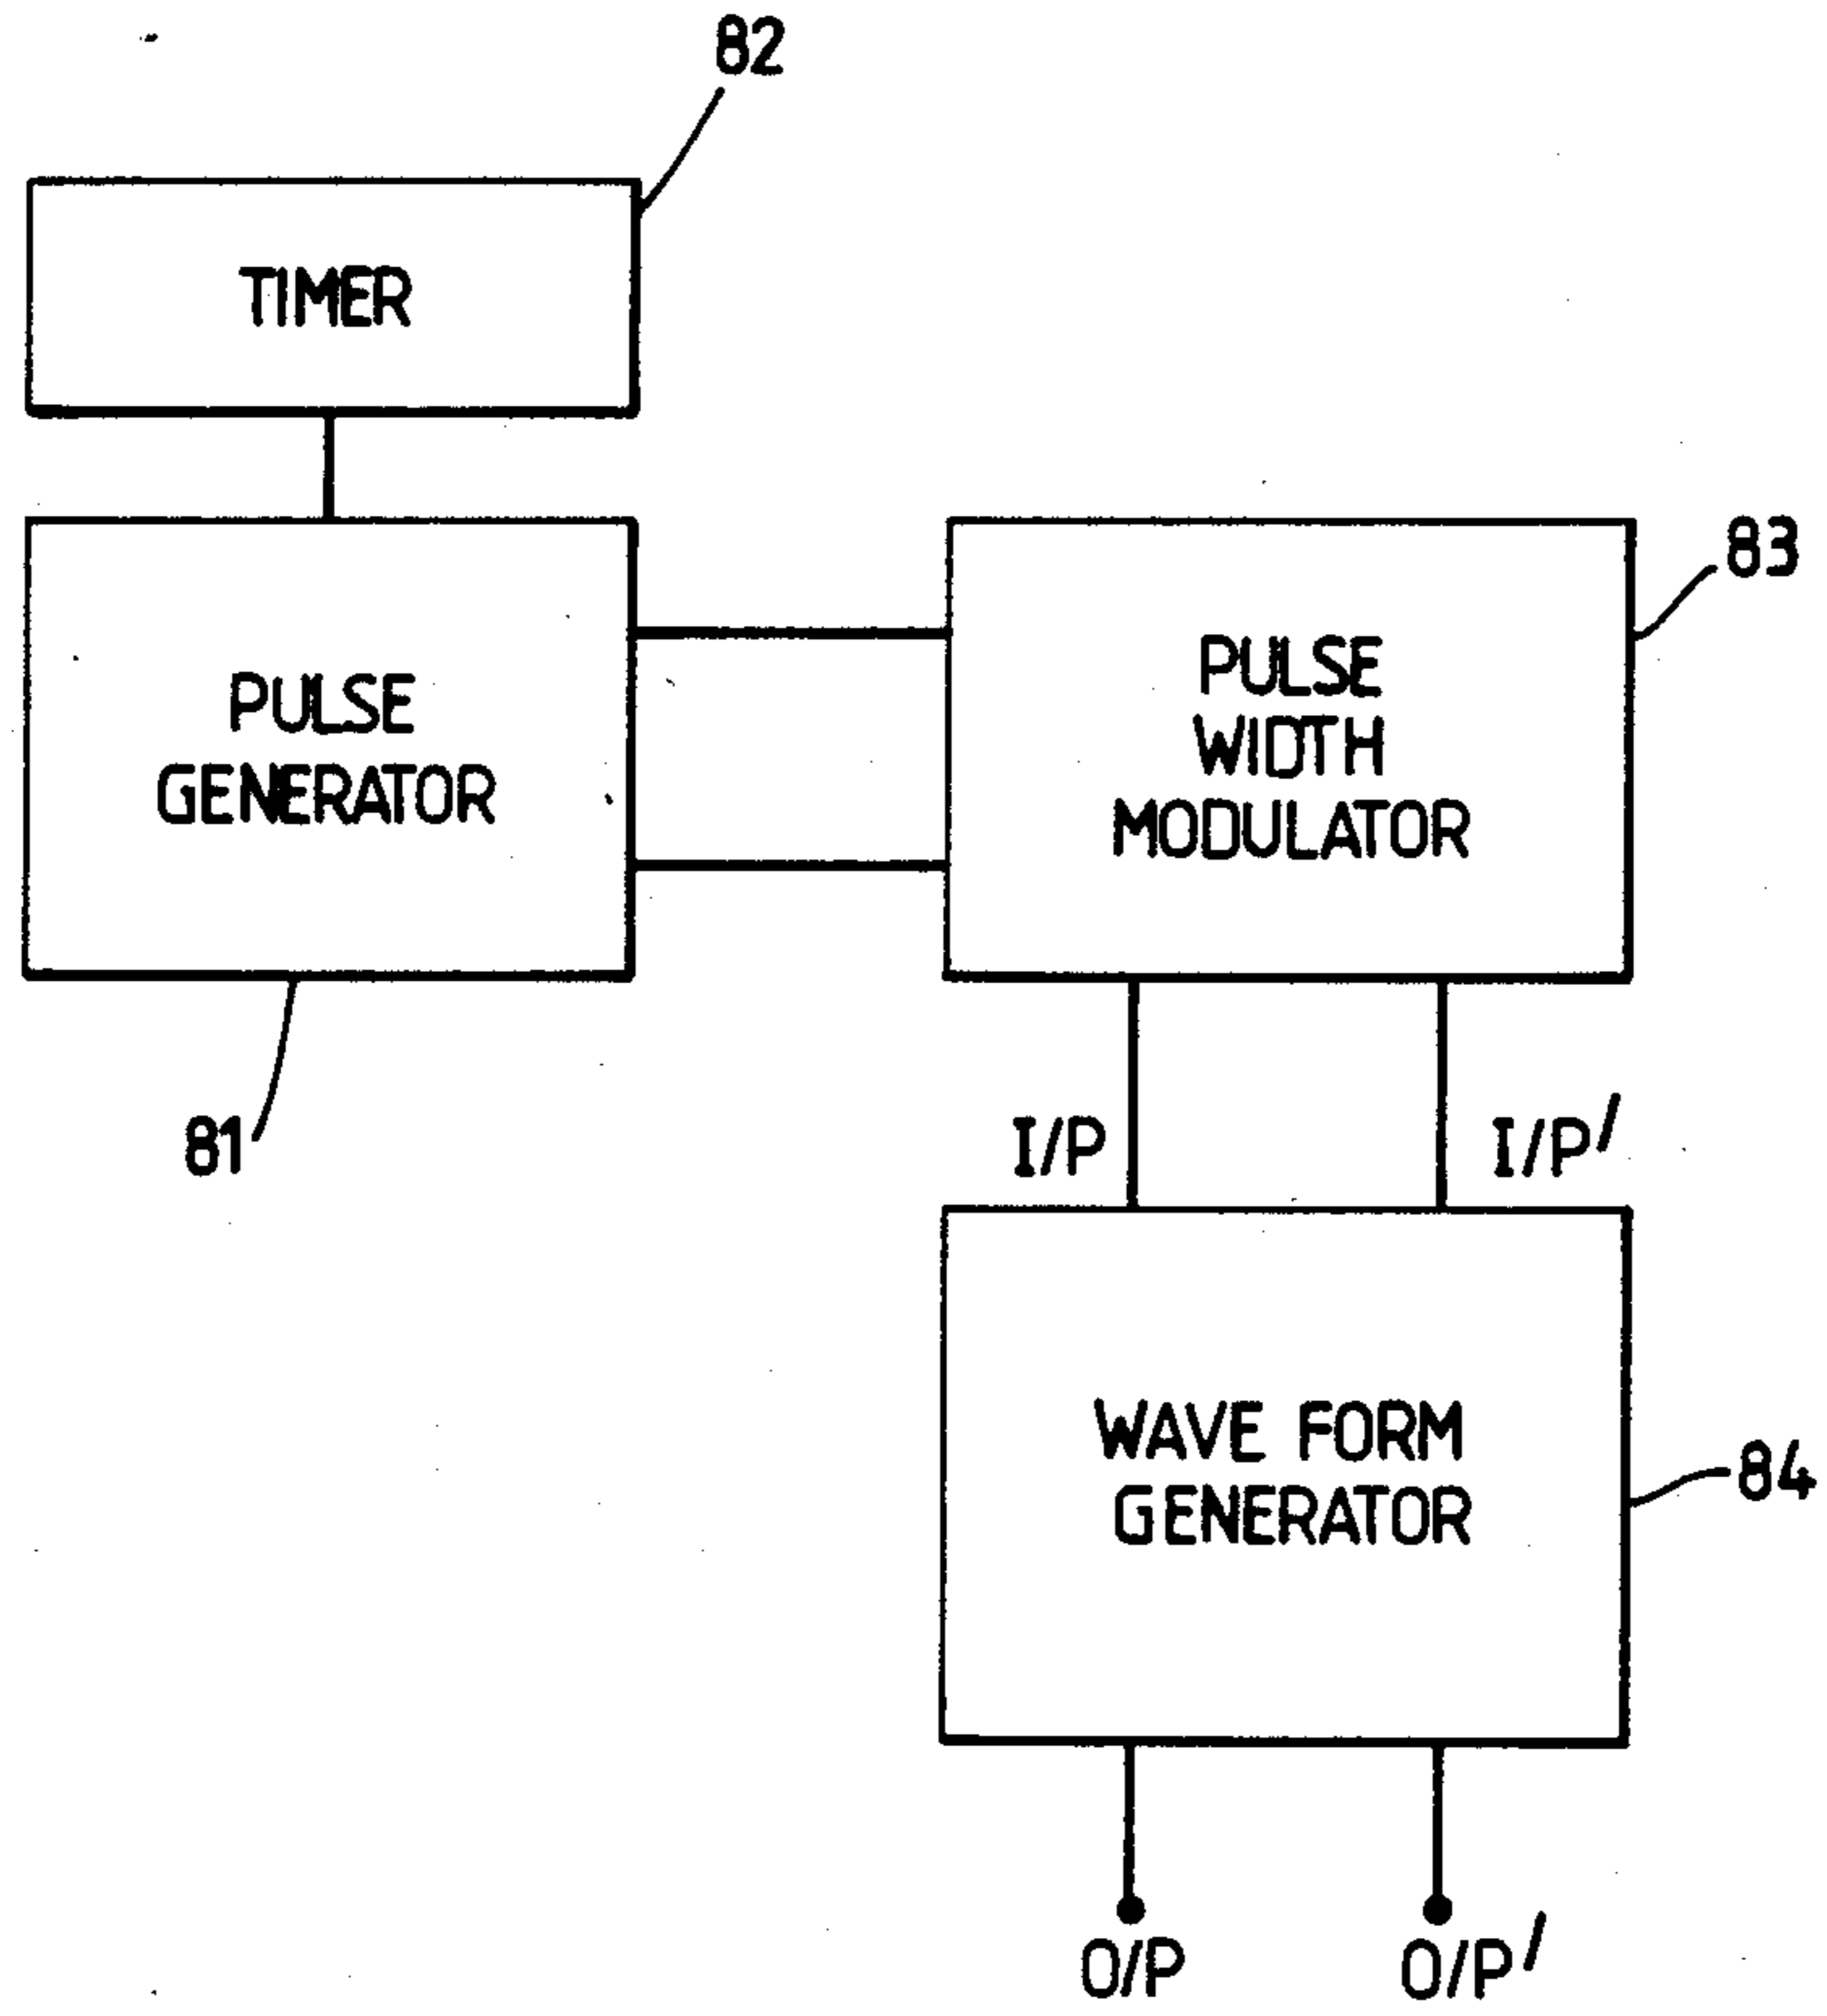 82
TIMER
83
PULSE
GENERATOR
PULSE
WIDTH
MODULATOR
81
I/P
I/P'
WAVE FORM
GENERATOR
84
O/P
O/P'